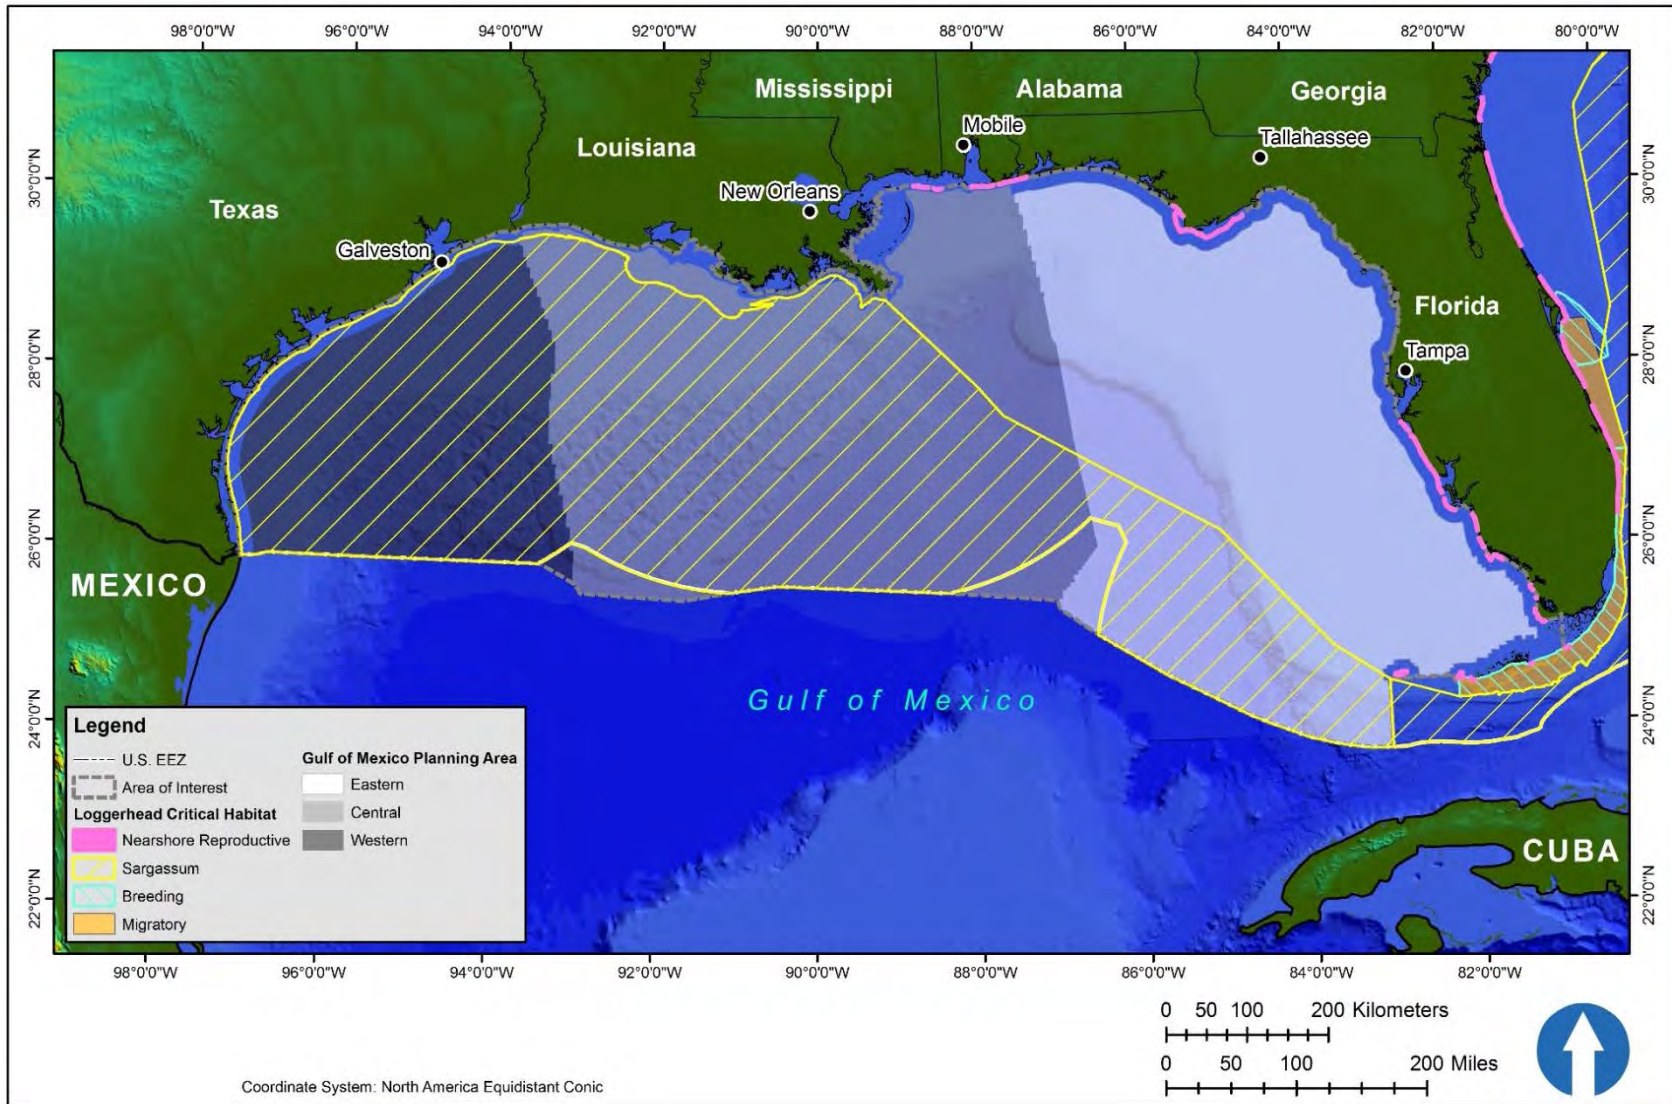 98°0'0"W 96°0'0"W 94°0'0"W 92°0'0"W 90°0'0"W 88°0'0"W 86°0'0"W 84°0'0"W 82°0'0"W 80°0'0"W
Mississippi Alabama Georgia
Mobile
Tallahassee
Louisiana
30°0'0"N 30°0'0"N
New Orleans
Texas
Galveston
Florida
28°0'0"N 28°0'0"N
Tampa
26°0'0"N 26°0'0"N
MEXICO
Gulf of Mexico
24°0'0"N 24°0'0"N
CUBA
22°0'0"N 22°0'0"N
Legend
U.S. EEZ
Area of Interest
Loggerhead Critical Habitat
Nearshore Reproductive
Sargassum
Breeding
Migratory
Gulf of Mexico Planning Area
Eastern
Central
Western
98°0'0"W 96°0'0"W 94°0'0"W 92°0'0"W 90°0'0"W 88°0'0"W 86°0'0"W 84°0'0"W 82°0'0"W
0 50 100 200 Kilometers
0 50 100 200 Miles
Coordinate System: North America Equidistant Conic